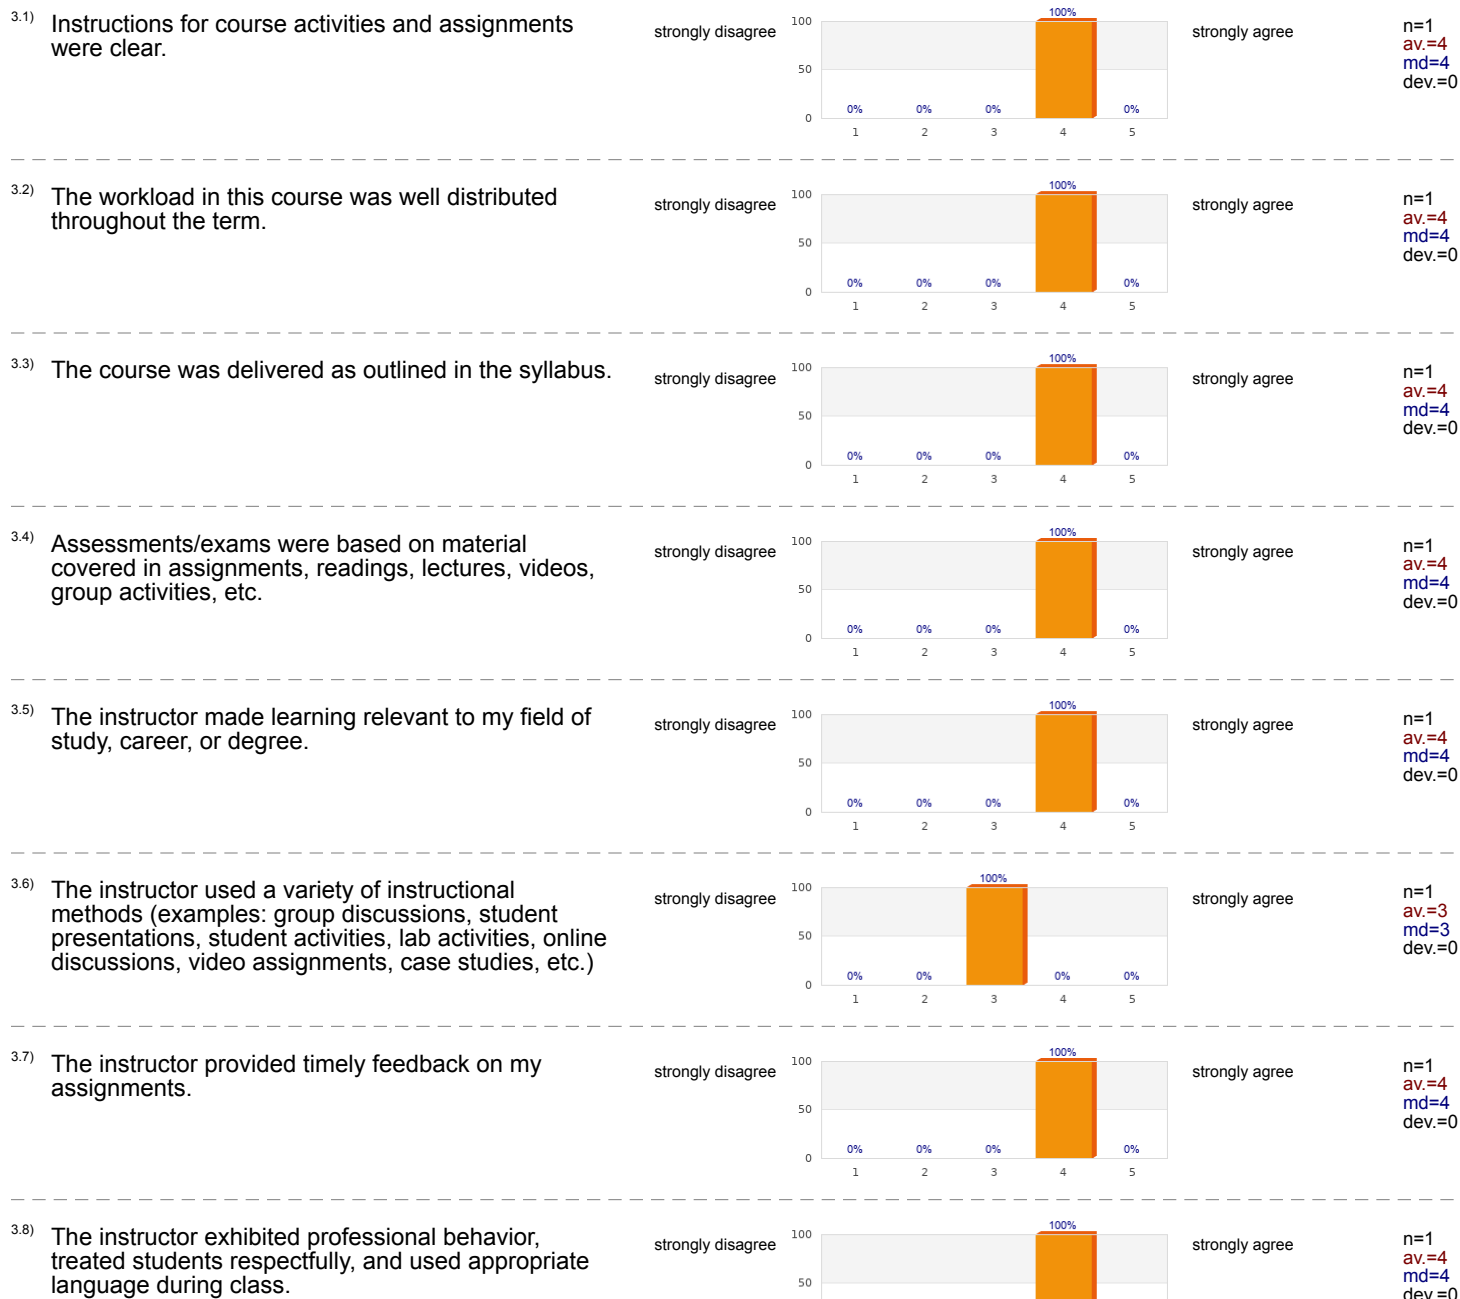 3.1) Instructions for course activities and assignments
were clear.
strongly disagree
100
50
0
0% 0% 0% 100% 0%
1 2 3 4 5
strongly agree
n=1
av.=4
md=4
dev.=0
3.2) The workload in this course was well distributed
throughout the term.
strongly disagree
100
50
0
0% 0% 0% 100% 0%
1 2 3 4 5
strongly agree
n=1
av.=4
md=4
dev.=0
3.3) The course was delivered as outlined in the syllabus.
strongly disagree
100
50
0
0% 0% 0% 100% 0%
1 2 3 4 5
strongly agree
n=1
av.=4
md=4
dev.=0
3.4) Assessments/exams were based on material
covered in assignments, readings, lectures, videos,
group activities, etc.
strongly disagree
100
50
0
0% 0% 0% 100% 0%
1 2 3 4 5
strongly agree
n=1
av.=4
md=4
dev.=0
3.5) The instructor made learning relevant to my field of
study, career, or degree.
strongly disagree
100
50
0
0% 0% 0% 100% 0%
1 2 3 4 5
strongly agree
n=1
av.=4
md=4
dev.=0
3.6) The instructor used a variety of instructional
methods (examples: group discussions, student
presentations, student activities, lab activities, online
discussions, video assignments, case studies, etc.)
strongly disagree
100
50
0
0% 0% 100% 0% 0%
1 2 3 4 5
strongly agree
n=1
av.=3
md=3
dev.=0
3.7) The instructor provided timely feedback on my
assignments.
strongly disagree
100
50
0
0% 0% 0% 100% 0%
1 2 3 4 5
strongly agree
n=1
av.=4
md=4
dev.=0
3.8) The instructor exhibited professional behavior,
treated students respectfully, and used appropriate
language during class.
strongly disagree
100
50
100%
strongly agree
n=1
av.=4
md=4
dev.=0